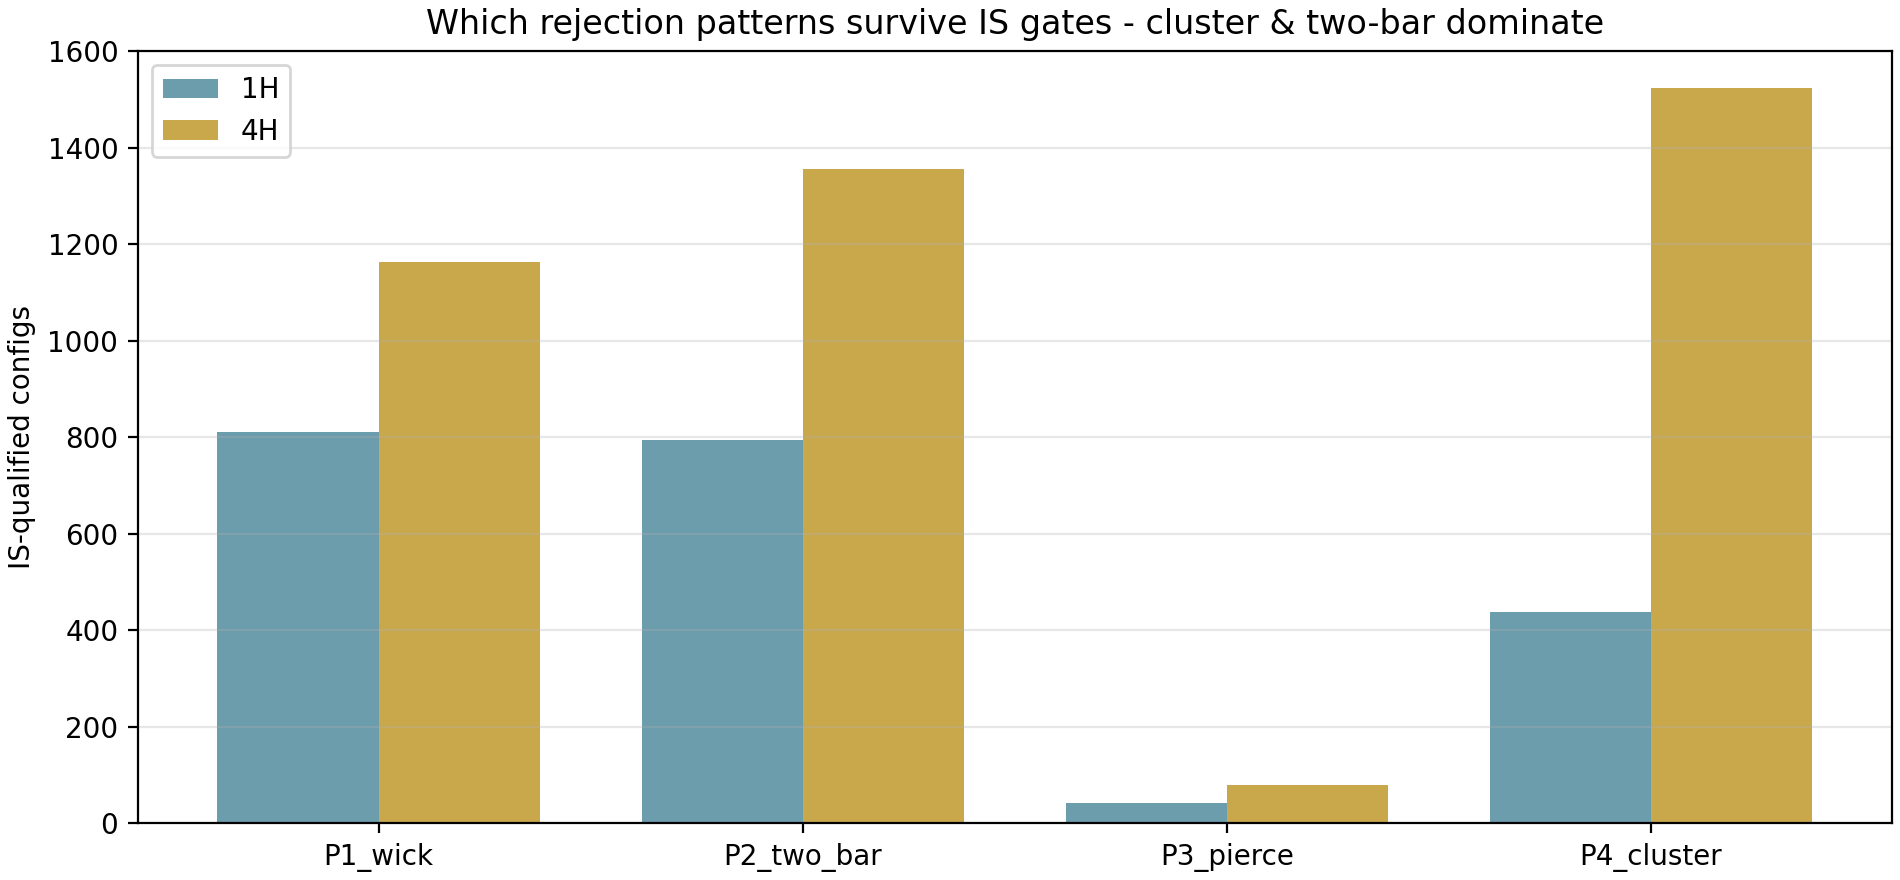 Which rejection patterns survive IS gates - cluster & two-bar dominate
1600
1400
1200
1000
800
600
400
200
0
IS-qualified configs
1H
4H
P1_wick
P2_two_bar
P3_pierce
P4_cluster